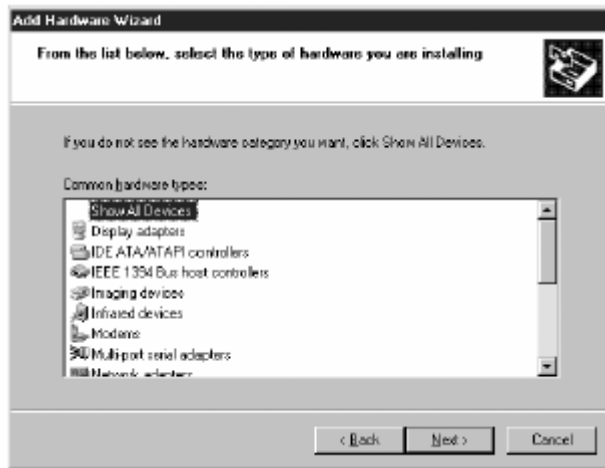 Add Hardware Wizard
From the list below, select the type of hardware you are installing
If you do not see the hardware category you want, click Show All Devices.
Common hardware types:
Show All Devices
Display adapters
IDE ATA/ATAPI controllers
IEEE 1394 Bus host controllers
Imaging devices
Infrared devices
Modems
Multi-port serial adapters
Network adapters
< Back
Next >
Cancel